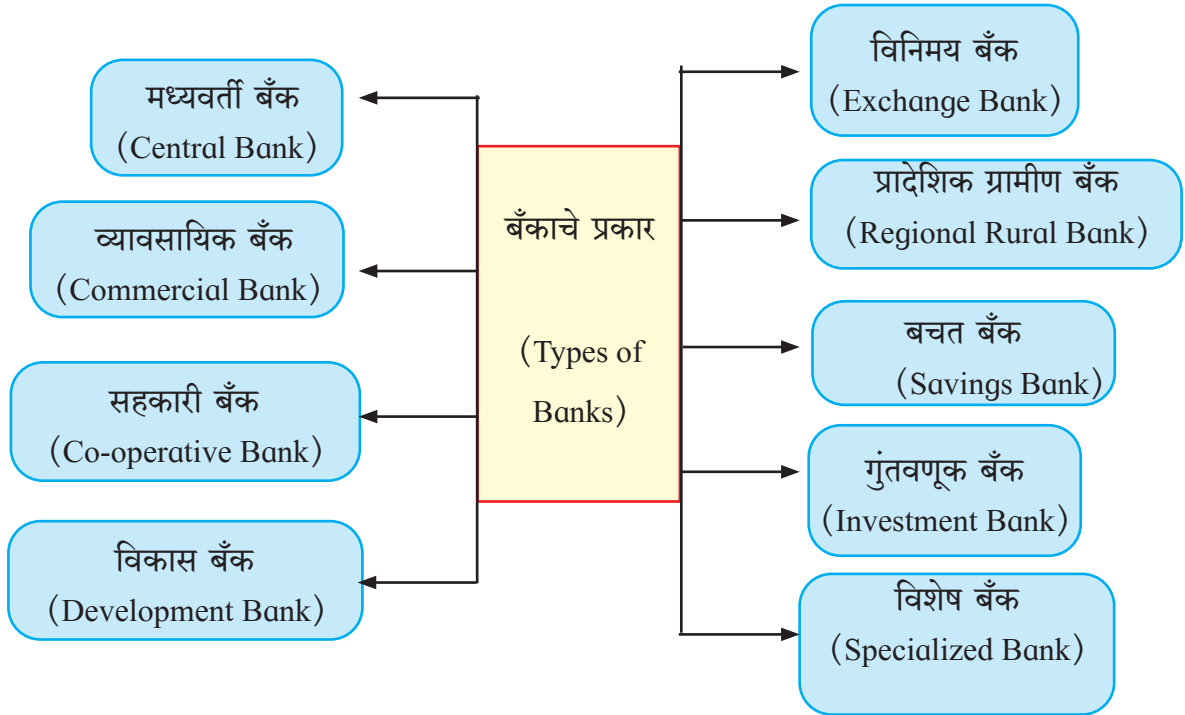 बँकाचे प्रकार
(Types of
Banks)
मध्यवर्ती बँक
(Central Bank)
व्यावसायिक बँक
(Commercial Bank)
सहकारी बँक
(Co-operative Bank)
विकास बँक
(Development Bank)
विनिमय बँक
(Exchange Bank)
प्रादेशिक ग्रामीण बँक
(Regional Rural Bank)
बचत बँक
(Savings Bank)
गुंतवणूक बँक
(Investment Bank)
विशेष बँक
(Specialized Bank)